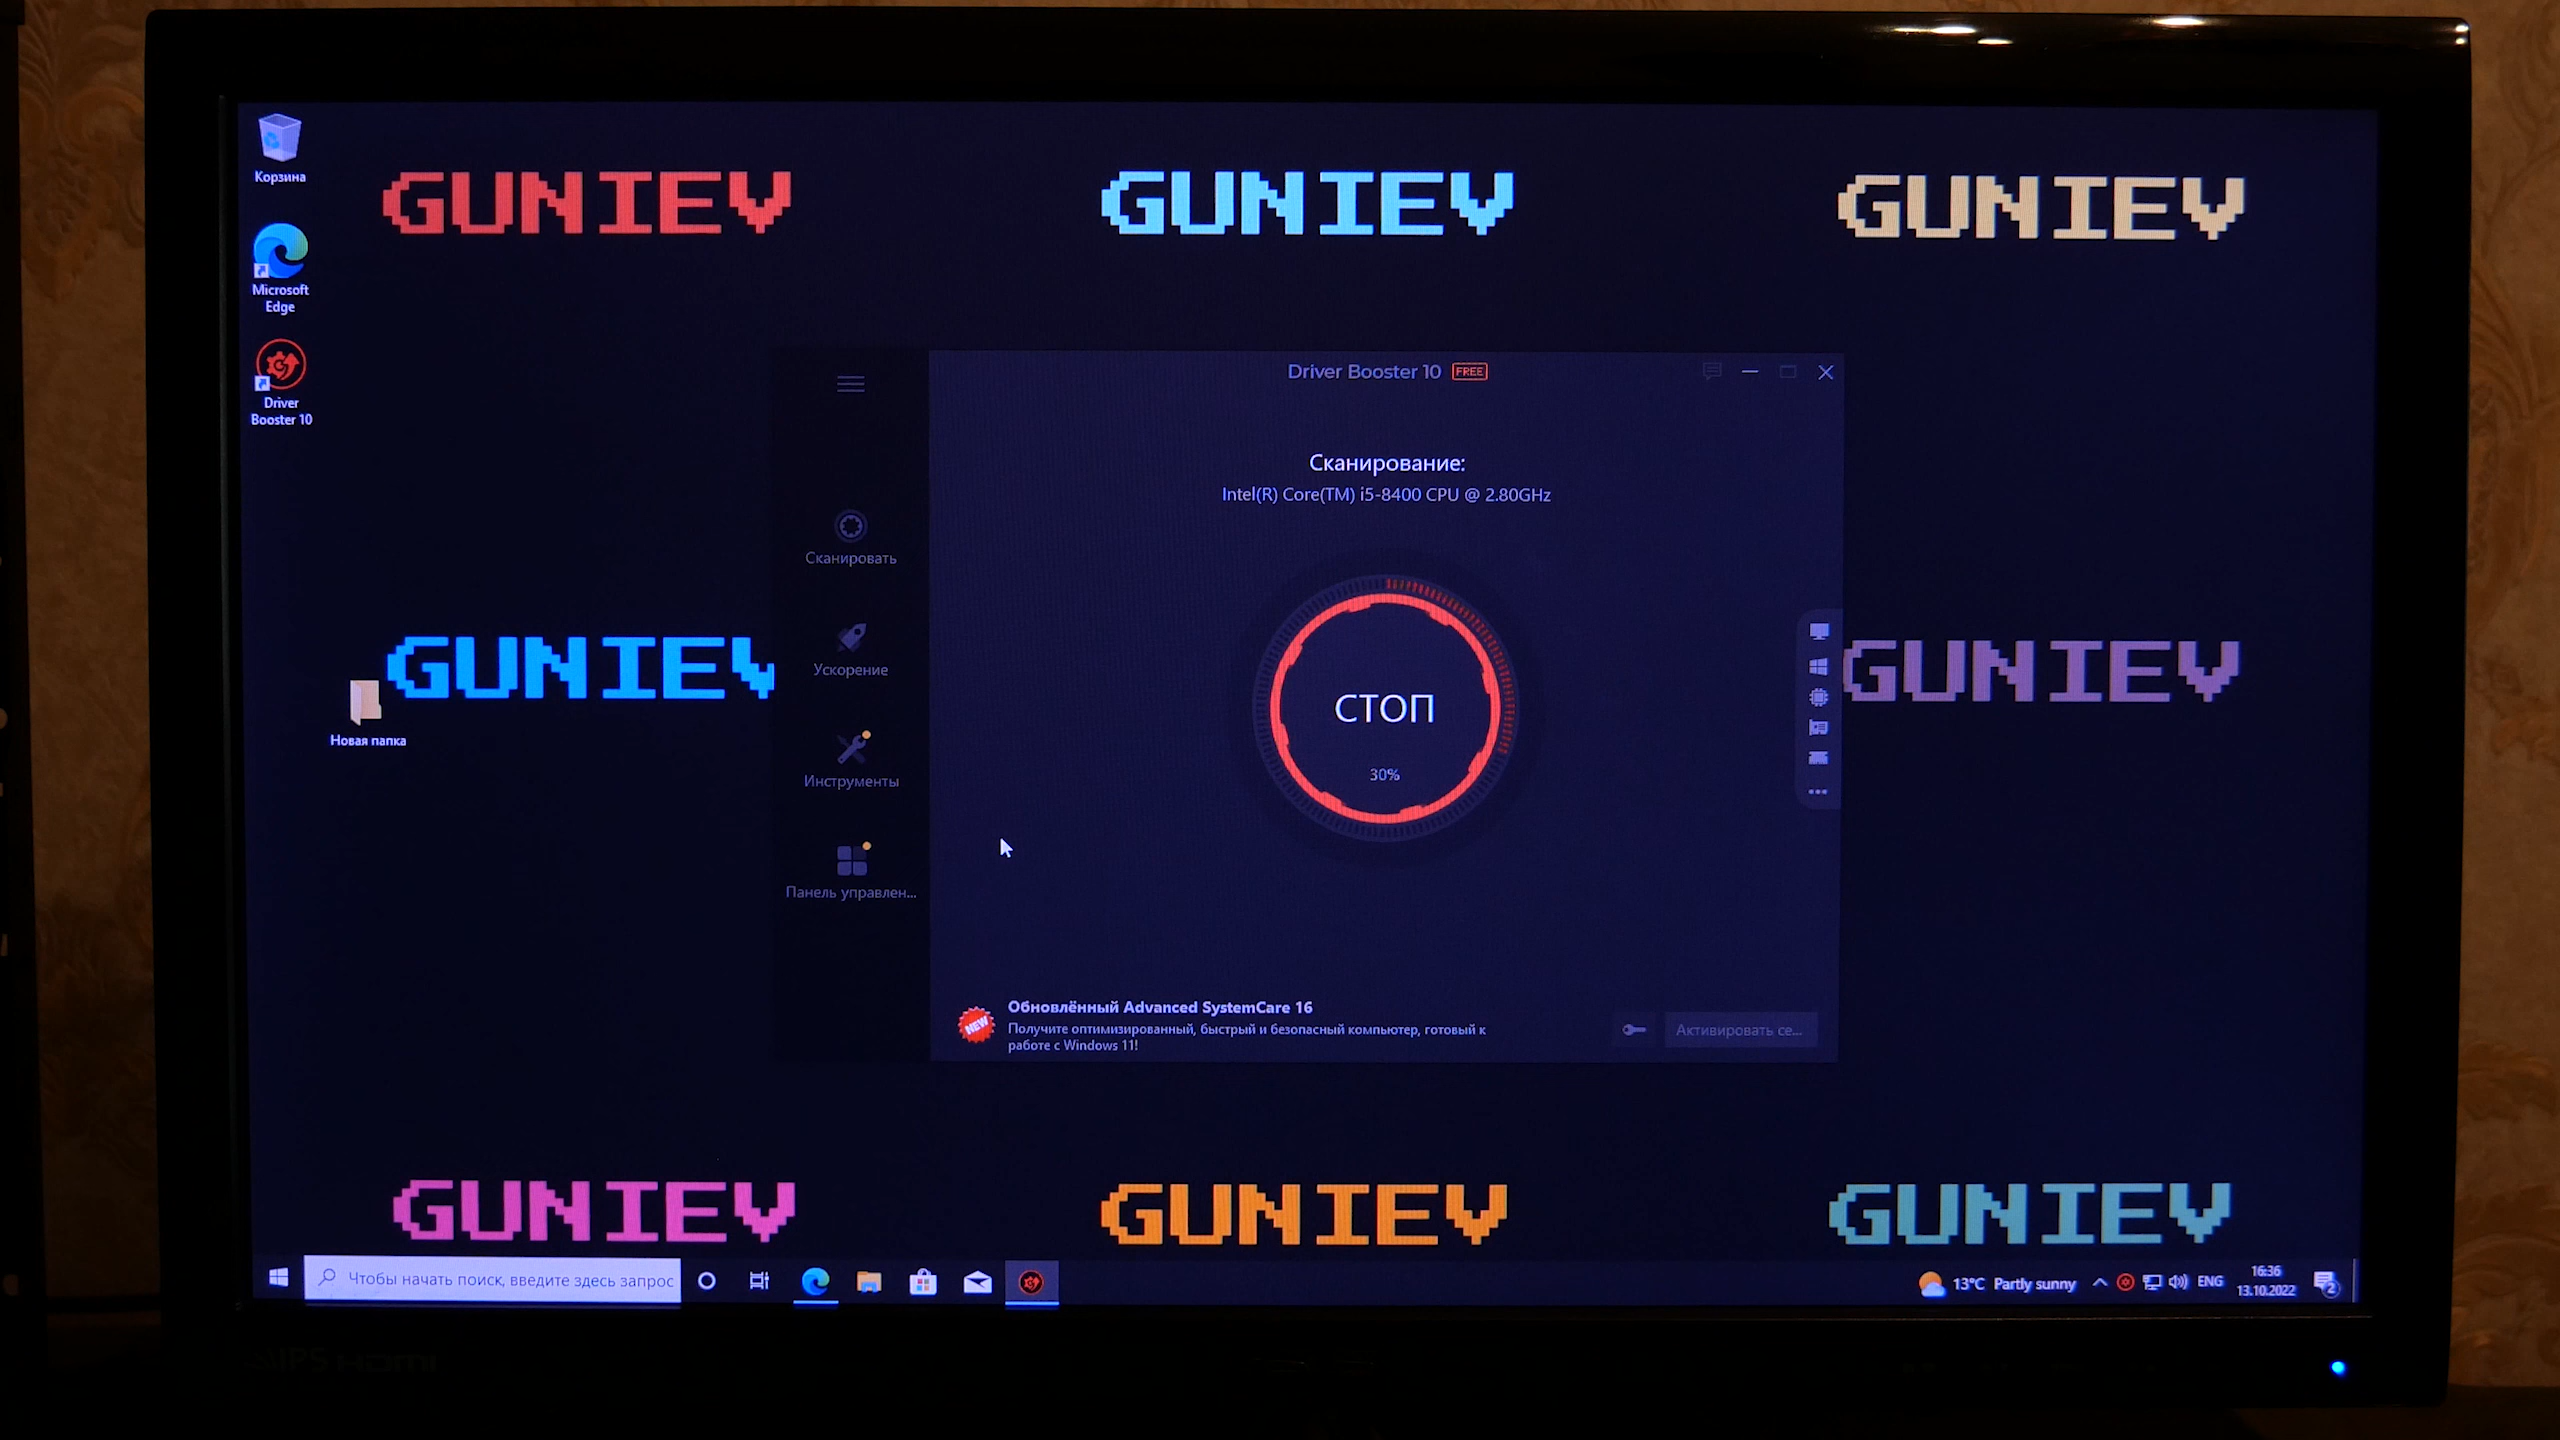 Корзина
GUNIEV
GUNIEV
GUNIEV
Microsoft
Edge
Driver
Booster 10
Driver Booster 10 FREE
Сканирование:
Intel(R) Core(TM) i5-8400 CPU @ 2.80GHz
Сканировать
Ускорение
Инструменты
Панель управлен...
СТОП
30%
GUNIEV
GUNIEV
Новая папка
NEW
Обновлённый Advanced SystemCare 16
Получите оптимизированный, быстрый и безопасный компьютер, готовый к
работе с Windows 11!
Активировать се...
GUNIEV
GUNIEV
GUNIEV
Чтобы начать поиск, введите здесь запрос
13°C Partly sunny
ENG
16:36
13.10.2022
2
HDMI